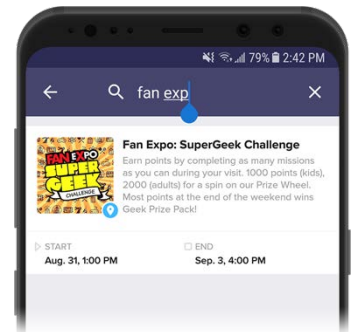 79% 2:42 PM
fan exp
FAN EXPO
SUPER
GEEK
CHALLENGE
Fan Expo: SuperGeek Challenge
Earn points by completing as many missions
as you can during your visit. 1000 points (kids),
2000 (adults) for a spin on our Prize Wheel.
Most points at the end of the weekend wins
Geek Prize Pack!
START
END
Aug. 31, 1:00 PM
Sep. 3, 4:00 PM